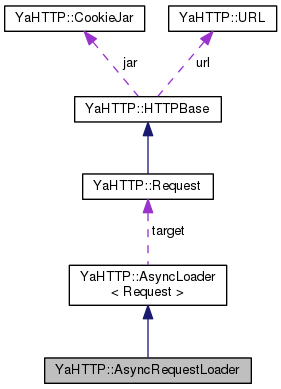 YaHTTP::CookieJar
YaHTTP::URL
jar
url
YaHTTP::HTTPBase
YaHTTP::Request
target
YaHTTP::AsyncLoader
< Request >
YaHTTP::AsyncRequestLoader